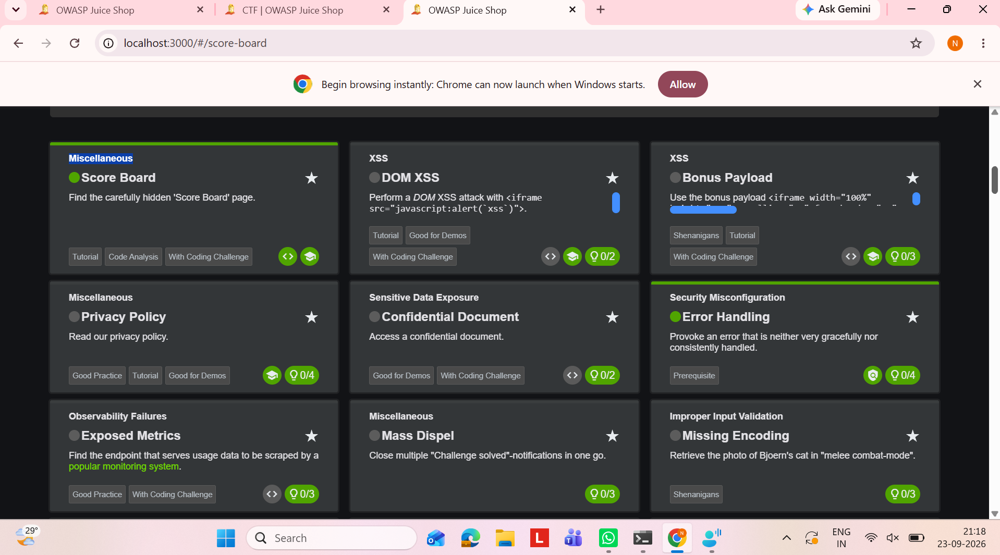 OWASP Juice Shop
CTF | OWASP Juice Shop
OWASP Juice Shop
Ask Gemini
localhost:3000/#/score-board
N
Begin browsing instantly: Chrome can now launch when Windows starts.
Allow
Miscellaneous
Score Board
Find the carefully hidden 'Score Board' page.
Tutorial
Code Analysis
With Coding Challenge
XSS
DOM XSS
Perform a DOM XSS attack with <iframe
src="javascript:alert(`xss`)">.
Tutorial
Good for Demos
With Coding Challenge
0/2
XSS
Bonus Payload
Use the bonus payload <iframe width="100%"
Shenanigans
Tutorial
With Coding Challenge
0/3
Miscellaneous
Privacy Policy
Read our privacy policy.
Good Practice
Tutorial
Good for Demos
0/4
Sensitive Data Exposure
Confidential Document
Access a confidential document.
Good for Demos
With Coding Challenge
0/2
Security Misconfiguration
Error Handling
Provoke an error that is neither very gracefully nor
consistently handled.
Prerequisite
0/4
Observability Failures
Exposed Metrics
Find the endpoint that serves usage data to be scraped by a
popular monitoring system.
Good Practice
With Coding Challenge
0/3
Miscellaneous
Mass Dispel
Close multiple "Challenge solved"-notifications in one go.
0/3
Improper Input Validation
Missing Encoding
Retrieve the photo of Bjoern's cat in "melee combat-mode".
Shenanigans
0/3
29°
Search
L
ENG
IN
21:18
23-09-2026